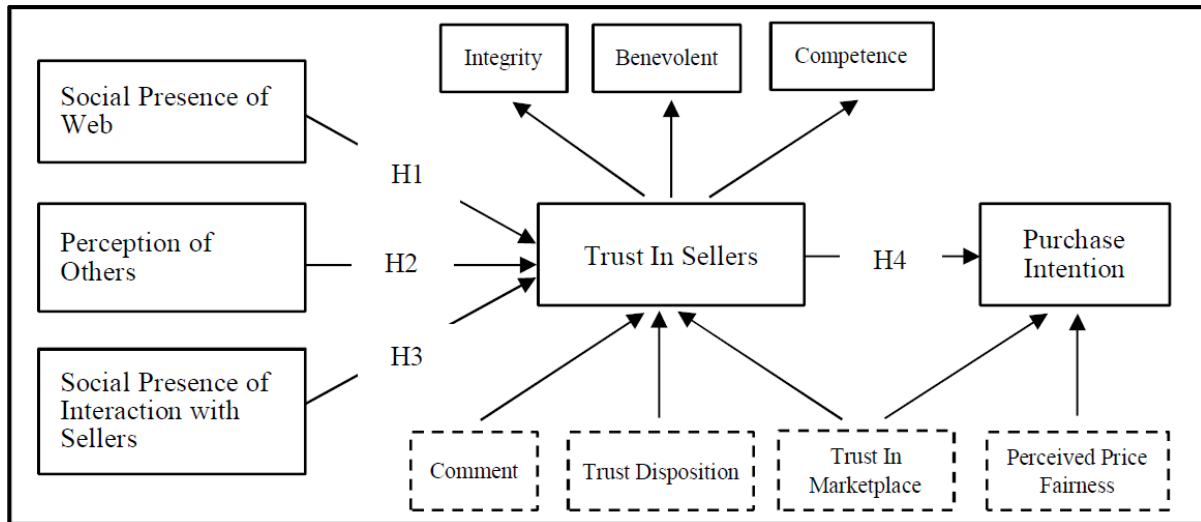 Integrity
Benevolent
Competence
Social Presence of
Web
H1
Perception of
Others
H2
Trust In Sellers
H4
Purchase
Intention
H3
Social Presence of
Interaction with
Sellers
Comment
Trust Disposition
Trust In
Marketplace
Perceived Price
Fairness